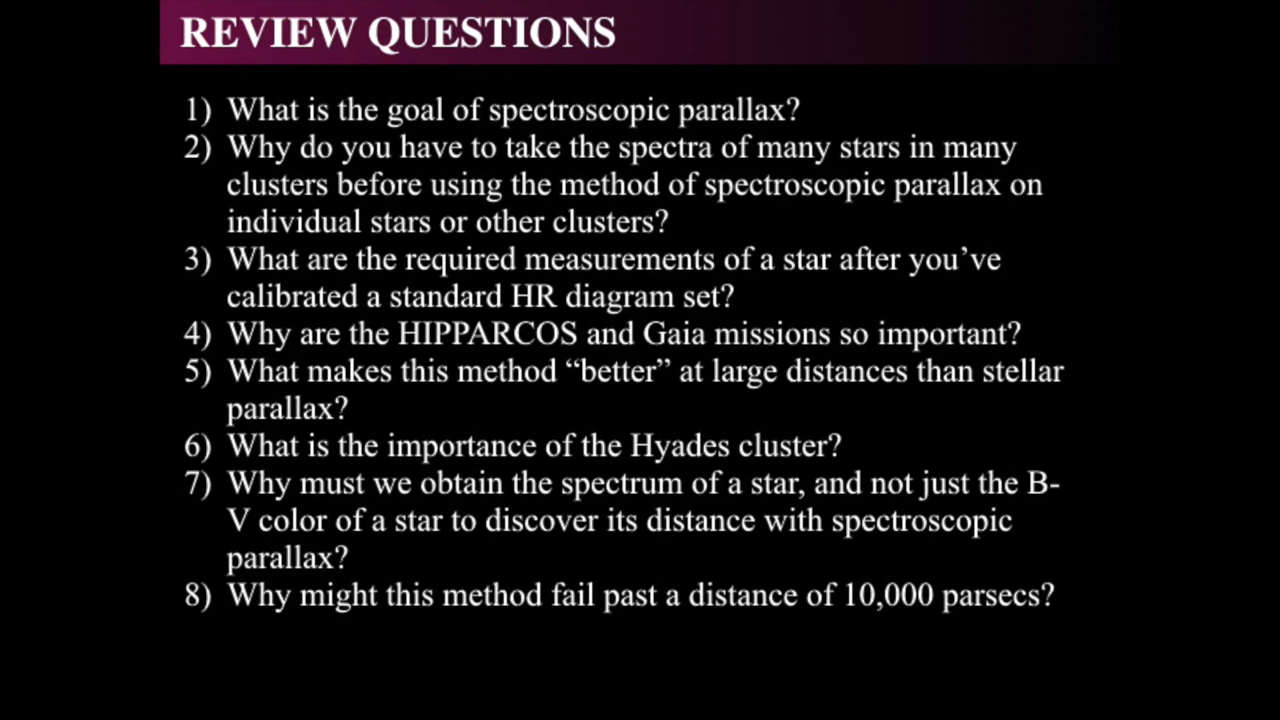 REVIEW QUESTIONS
1) What is the goal of spectroscopic parallax?
2) Why do you have to take the spectra of many stars in many
clusters before using the method of spectroscopic parallax on
individual stars or other clusters?
3) What are the required measurements of a star after you’ve
calibrated a standard HR diagram set?
4) Why are the HIPPARCOS and Gaia missions so important?
5) What makes this method “better” at large distances than stellar
parallax?
6) What is the importance of the Hyades cluster?
7) Why must we obtain the spectrum of a star, and not just the B-
V color of a star to discover its distance with spectroscopic
parallax?
8) Why might this method fail past a distance of 10,000 parsecs?